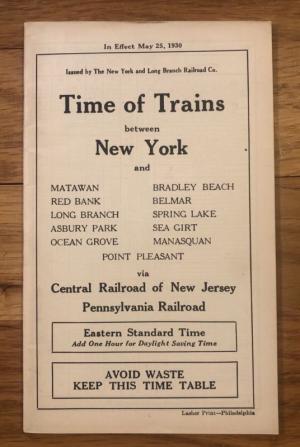 In Effect May 25, 1930
Issued by The New York and Long Branch Railroad Co.
Time of Trains
between
New York
and
MATAWAN BRADLEY BEACH
RED BANK BELMAR
LONG BRANCH SPRING LAKE
ASBURY PARK SEA GIRT
OCEAN GROVE MANASQUAN
POINT PLEASANT
via
Central Railroad of New Jersey
Pennsylvania Railroad
Eastern Standard Time
Add One Hour for Daylight Saving Time
AVOID WASTE
KEEP THIS TIME TABLE
Lasher Print—Philadelphia